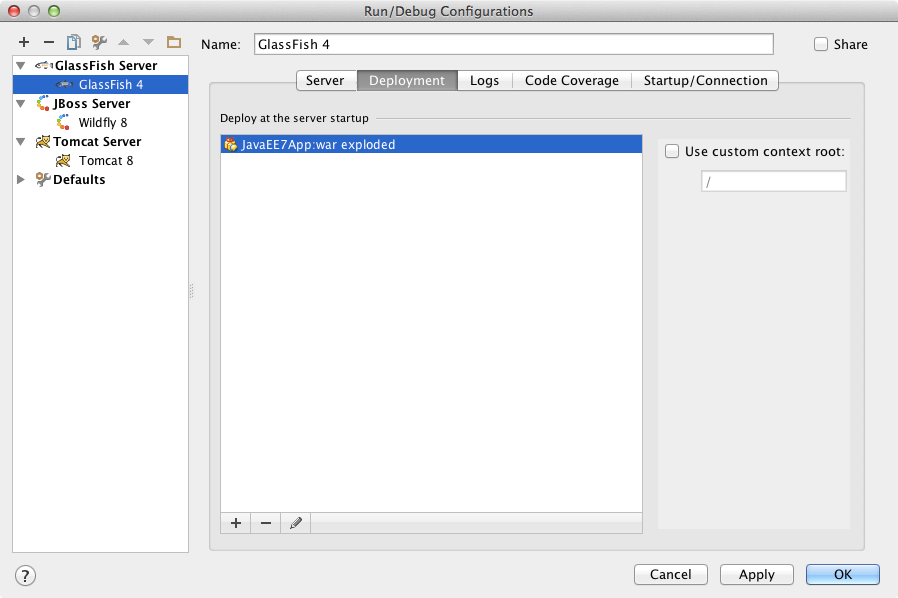 Run/Debug Configurations
Name: GlassFish 4 Share
GlassFish Server
GlassFish 4
JBoss Server
Wildfly 8
Tomcat Server
Tomcat 8
Defaults
Server Deployment Logs Code Coverage Startup/Connection
Deploy at the server startup
JavaEE7App:war exploded
Use custom context root:
/
?
Cancel Apply OK